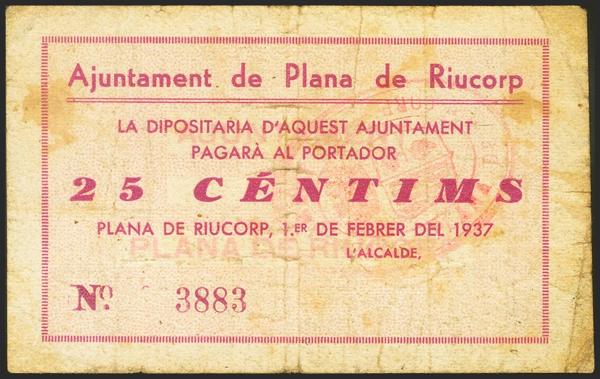 Ajuntament de Plana de Riucorp
LA DIPOSITARIA D'AQUEST AJUNTAMENT
PAGARÀ AL PORTADOR
25 CÉNTIMS
PLANA DE RIUCORP, 1.ER DE FEBRER DEL 1937
L'ALCALDE,
Nº 3883